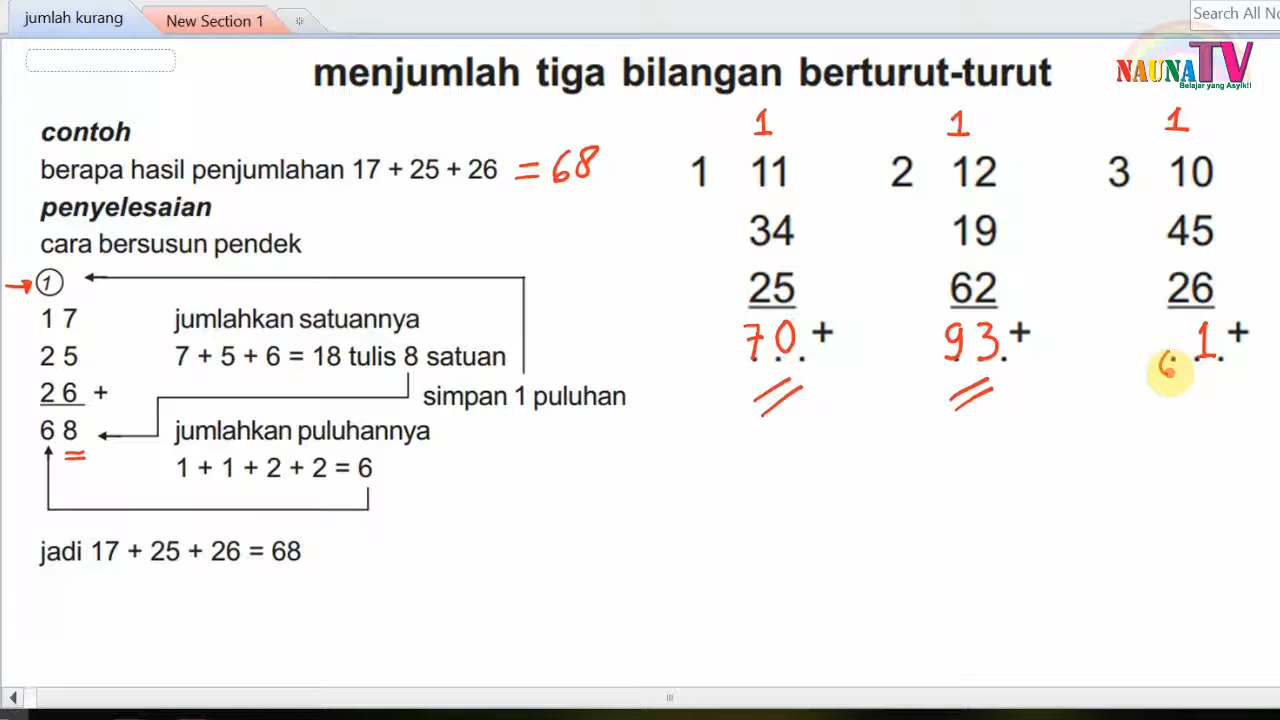 jumlah kurang
New Section 1
Search All No
menjumlah tiga bilangan berturut-turut
NAUNA TV
Belajar yang Asyik!!
contoh
berapa hasil penjumlahan 17 + 25 + 26 = 68
penyelesaian
cara bersusun pendek
1
1 7 jumlahkan satuannya
2 5 7 + 5 + 6 = 18 tulis 8 satuan
2 6 + simpan 1 puluhan
6 8 jumlahkan puluhannya
1 + 1 + 2 + 2 = 6
jadi 17 + 25 + 26 = 68
1
1 11
34
25
70 +
1
2 12
19
62
93 +
1
3 10
45
26
61 +